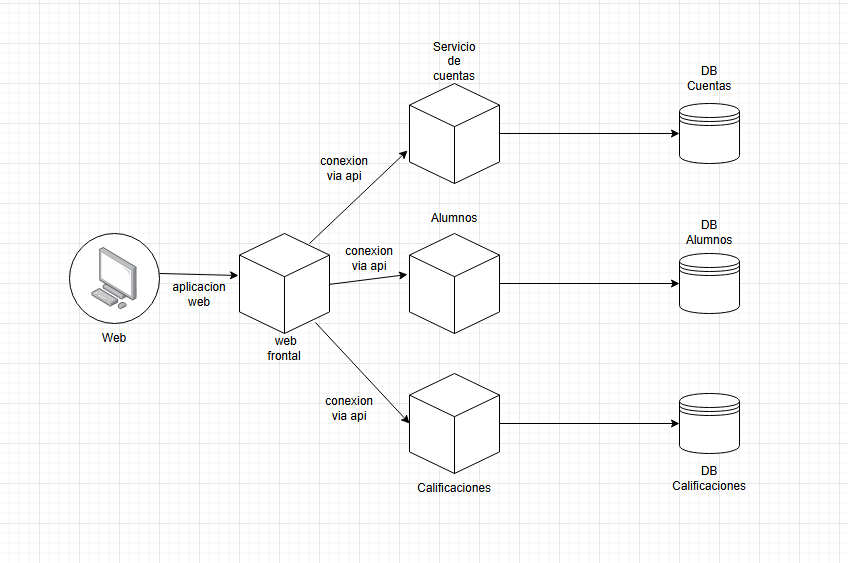 Servicio
de
cuentas
DB
Cuentas
conexion
via api
Alumnos
DB
Alumnos
conexion
via api
aplicacion
web
Web
web
frontal
conexion
via api
DB
Calificaciones
Calificaciones